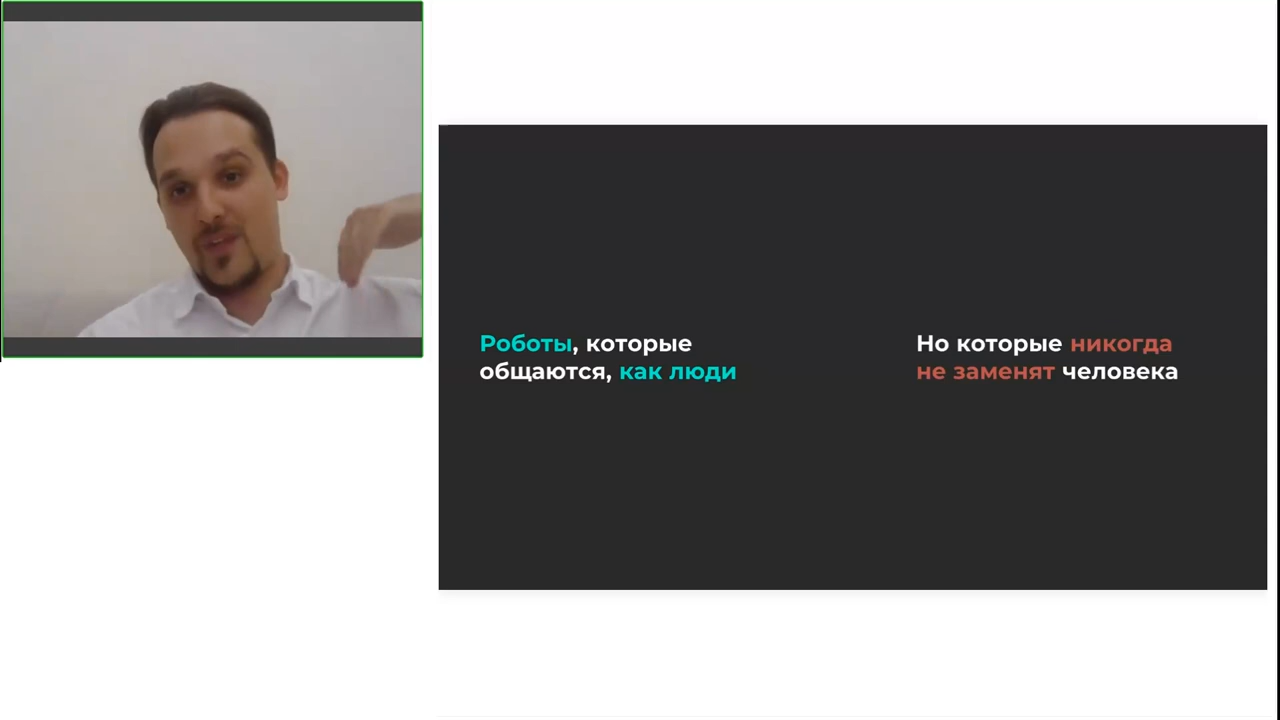 Роботы, которые
общаются, как люди
Но которые никогда
не заменят человека